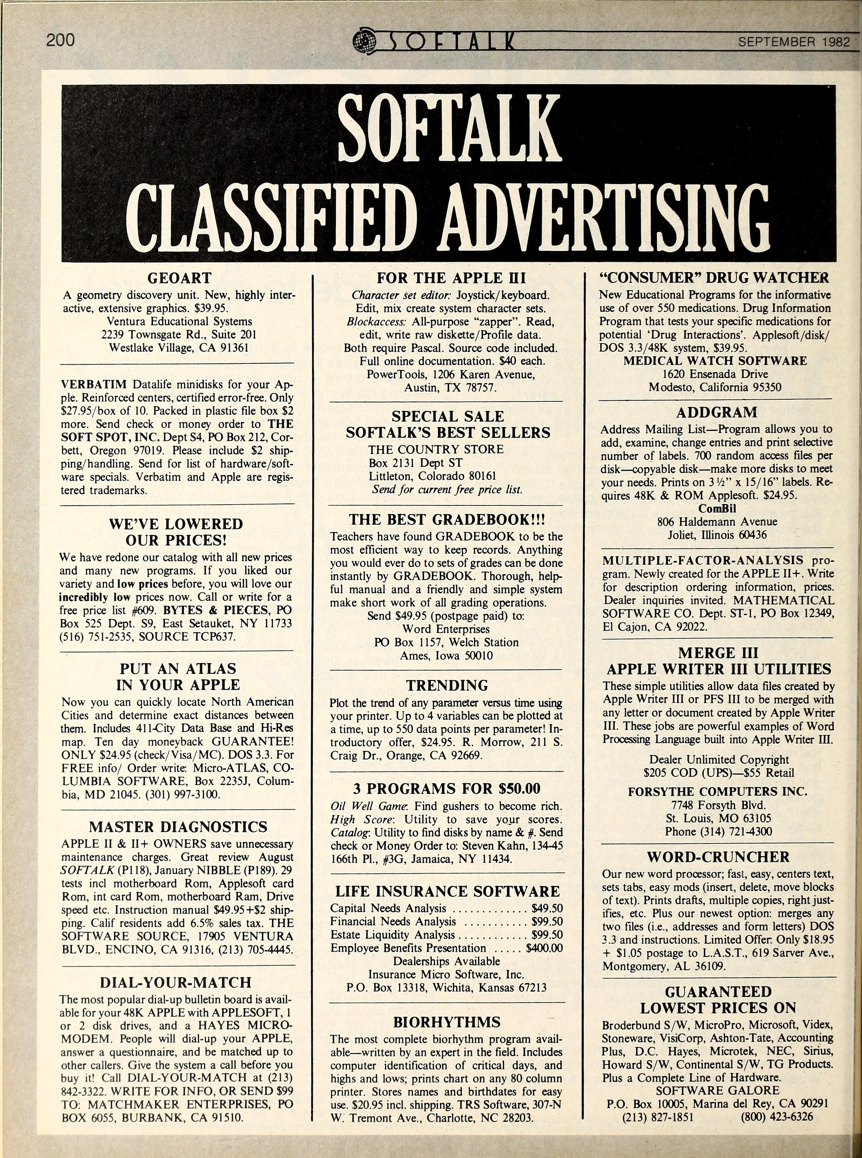 200
SOFTALK
SEPTEMBER 1982
SOFTALK
CLASSIFIED ADVERTISING
GEOART
A geometry discovery unit. New, highly inter-
active, extensive graphics. $39.95.
Ventura Educational Systems
2239 Townsgate Rd., Suite 201
Westlake Village, CA 91361
VERBATIM Datalife minidisks for your Ap-
ple. Reinforced centers, certified error-free. Only
$27.95/box of 10. Packed in plastic file box $2
more. Send check or money order to THE
SOFT SPOT, INC. Dept S4, PO Box 212, Cor-
bett, Oregon 97019. Please include $2 ship-
ping/handling. Send for list of hardware/soft-
ware specials. Verbatim and Apple are regis-
tered trademarks.
WE'VE LOWERED
OUR PRICES!
We have redone our catalog with all new prices
and many new programs. If you liked our
variety and low prices before, you will love our
incredibly low prices now. Call or write for a
free price list #609. BYTES & PIECES, PO
Box 525 Dept. S9, East Setauket, NY 11733
(516) 751-2535, SOURCE TCP637.
PUT AN ATLAS
IN YOUR APPLE
Now you can quickly locate North American
Cities and determine exact distances between
them. Includes 411-City Data Base and Hi-Res
map. Ten day moneyback GUARANTEE!
ONLY $24.95 (check/Visa/MC). DOS 3.3. For
FREE info/ Order write: Micro-ATLAS, CO-
LUMBIA SOFTWARE, Box 2235J, Colum-
bia, MD 21045. (301) 997-3100.
MASTER DIAGNOSTICS
APPLE II & II+ OWNERS save unnecessary
maintenance charges. Great review August
SOFTALK (P118), January NIBBLE (P189). 29
tests incl motherboard Rom, Applesoft card
Rom, int card Rom, motherboard Ram, Drive
speed etc. Instruction manual $49.95+$2 ship-
ping. Calif residents add 6.5% sales tax. THE
SOFTWARE SOURCE, 17905 VENTURA
BLVD., ENCINO, CA 91316, (213) 705-4445.
DIAL-YOUR-MATCH
The most popular dial-up bulletin board is avail-
able for your 48K APPLE with APPLESOFT, 1
or 2 disk drives, and a HAYES MICRO-
MODEM. People will dial-up your APPLE,
answer a questionnaire, and be matched up to
other callers. Give the system a call before you
buy it! Call DIAL-YOUR-MATCH at (213)
842-3322. WRITE FOR INFO, OR SEND $99
TO: MATCHMAKER ENTERPRISES, PO
BOX 6055, BURBANK, CA 91510.
FOR THE APPLE III
Character set editor: Joystick/keyboard.
Edit, mix create system character sets.
Blockaccess: All-purpose "zapper". Read,
edit, write raw diskette/Profile data.
Both require Pascal. Source code included.
Full online documentation. $40 each.
PowerTools, 1206 Karen Avenue,
Austin, TX 78757.
SPECIAL SALE
SOFTALK'S BEST SELLERS
THE COUNTRY STORE
Box 2131 Dept ST
Littleton, Colorado 80161
Send for current free price list.
THE BEST GRADEBOOK!!!
Teachers have found GRADEBOOK to be the
most efficient way to keep records. Anything
you would ever do to sets of grades can be done
instantly by GRADEBOOK. Thorough, help-
ful manual and a friendly and simple system
make short work of all grading operations.
Send $49.95 (postpage paid) to:
Word Enterprises
PO Box 1157, Welch Station
Ames, Iowa 50010
TRENDING
Plot the trend of any parameter versus time using
your printer. Up to 4 variables can be plotted at
a time, up to 550 data points per parameter! In-
troductory offer, $24.95. R. Morrow, 211 S.
Craig Dr., Orange, CA 92669.
3 PROGRAMS FOR $50.00
Oil Well Game: Find gushers to become rich.
High Score: Utility to save your scores.
Catalog: Utility to find disks by name & #. Send
check or Money Order to: Steven Kahn, 134-45
166th Pl., #3G, Jamaica, NY 11434.
LIFE INSURANCE SOFTWARE
Capital Needs Analysis ............ $49.50
Financial Needs Analysis .......... $99.50
Estate Liquidity Analysis ........... $99.50
Employee Benefits Presentation ..... $400.00
Dealerships Available
Insurance Micro Software, Inc.
P.O. Box 13318, Wichita, Kansas 67213
BIORHYTHMS
The most complete biorhythm program avail-
able—written by an expert in the field. Includes
computer identification of critical days, and
highs and lows; prints chart on any 80 column
printer. Stores names and birthdates for easy
use. $20.95 incl. shipping. TRS Software, 307-N
W. Tremont Ave., Charlotte, NC 28203.
"CONSUMER" DRUG WATCHER
New Educational Programs for the informative
use of over 550 medications. Drug Information
Program that tests your specific medications for
potential 'Drug Interactions'. Applesoft/disk/
DOS 3.3/48K system, $39.95.
MEDICAL WATCH SOFTWARE
1620 Ensenada Drive
Modesto, California 95350
ADDGRAM
Address Mailing List—Program allows you to
add, examine, change entries and print selective
number of labels. 700 random access files per
disk—copyable disk—make more disks to meet
your needs. Prints on 3½" x 15/16" labels. Re-
quires 48K & ROM Applesoft. $24.95.
ComBil
806 Haldemann Avenue
Joliet, Illinois 60436
MULTIPLE-FACTOR-ANALYSIS pro-
gram. Newly created for the APPLE II+. Write
for description ordering information, prices.
Dealer inquiries invited. MATHEMATICAL
SOFTWARE CO. Dept. ST-1, PO Box 12349,
El Cajon, CA 92022.
MERGE III
APPLE WRITER III UTILITIES
These simple utilities allow data files created by
Apple Writer III or PFS III to be merged with
any letter or document created by Apple Writer
III. These jobs are powerful examples of Word
Processing Language built into Apple Writer III.
Dealer Unlimited Copyright
$205 COD (UPS)—$55 Retail
FORSYTHE COMPUTERS INC.
7748 Forsyth Blvd.
St. Louis, MO 63105
Phone (314) 721-4300
WORD-CRUNCHER
Our new word processor; fast, easy, centers text,
sets tabs, easy mods (insert, delete, move blocks
of text). Prints drafts, multiple copies, right just-
ifies, etc. Plus our newest option: merges any
two files (i.e., addresses and form letters) DOS
3.3 and instructions. Limited Offer: Only $18.95
+ $1.05 postage to L.A.S.T., 619 Sarver Ave.,
Montgomery, AL 36109.
GUARANTEED
LOWEST PRICES ON
Broderbund S/W, MicroPro, Microsoft, Videx,
Stoneware, VisiCorp, Ashton-Tate, Accounting
Plus, D.C. Hayes, Microtek, NEC, Sirius,
Howard S/W, Continental S/W, TG Products.
Plus a Complete Line of Hardware.
SOFTWARE GALORE
P.O. Box 10005, Marina del Rey, CA 90291
(213) 827-1851 (800) 423-6326